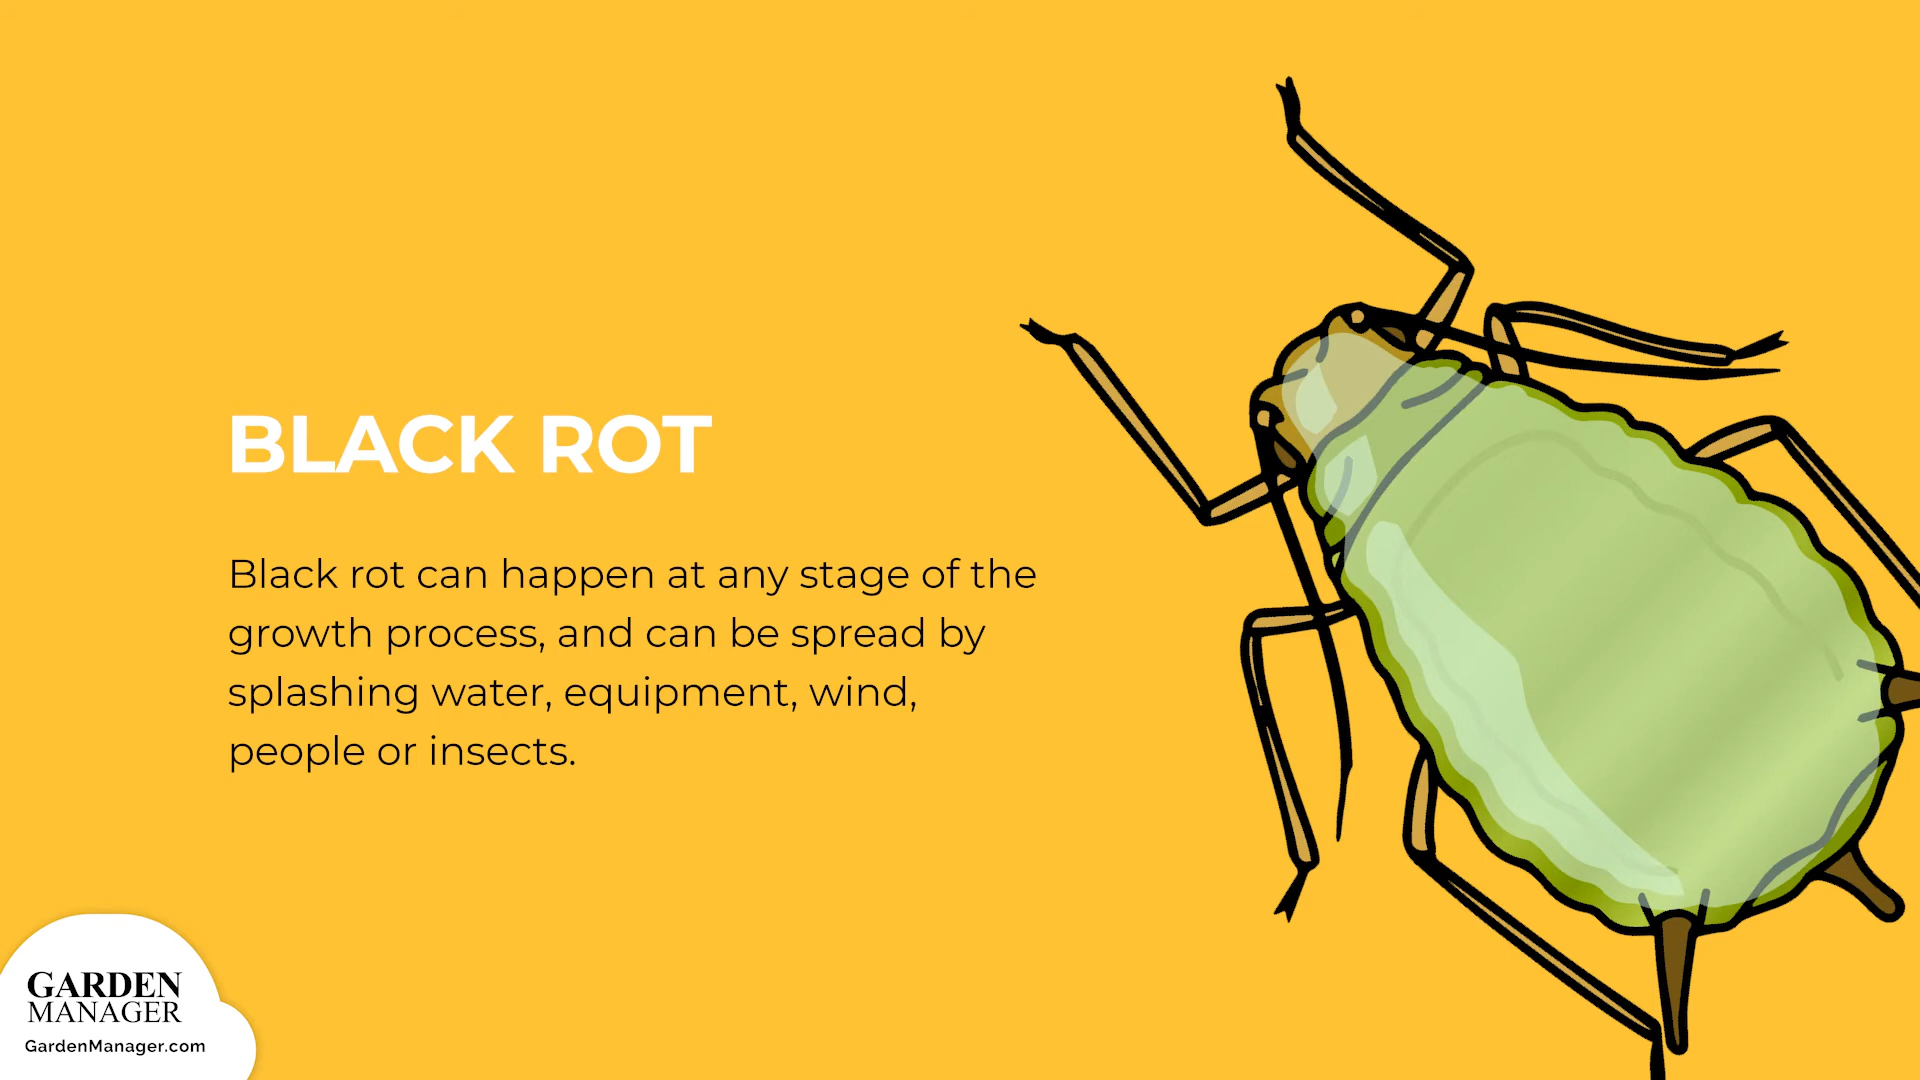 BLACK ROT
Black rot can happen at any stage of the
growth process, and can be spread by
splashing water, equipment, wind,
people or insects.
GARDEN
MANAGER
GardenManager.com